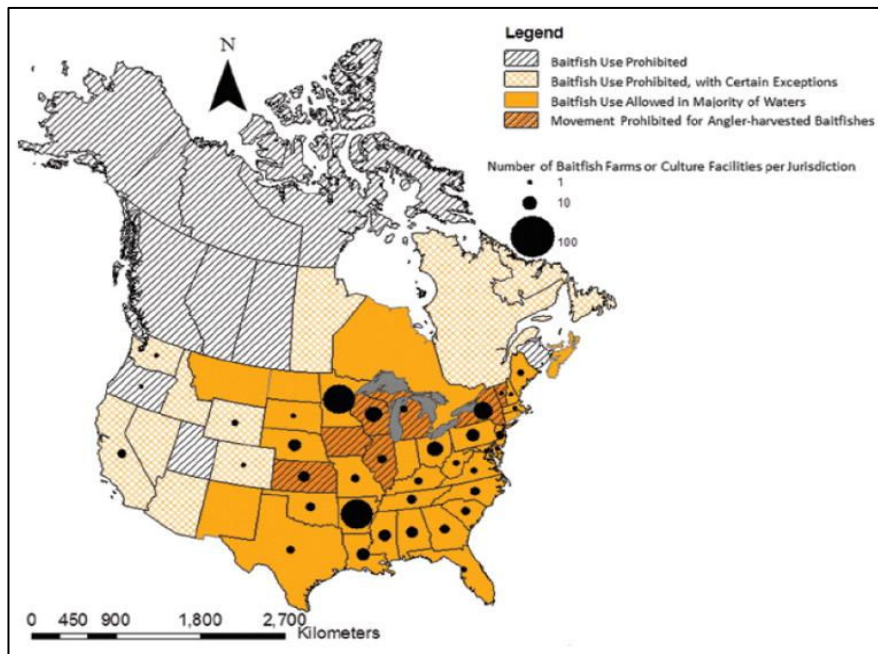 N
Legend
Baitfish Use Prohibited
Baitfish Use Prohibited, with Certain Exceptions
Baitfish Use Allowed in Majority of Waters
Movement Prohibited for Angler-harvested Baitfishes
Number of Baitfish Farms or Culture Facilities per Jurisdiction
1
10
100
0 450 900 1,800 2,700
Kilometers